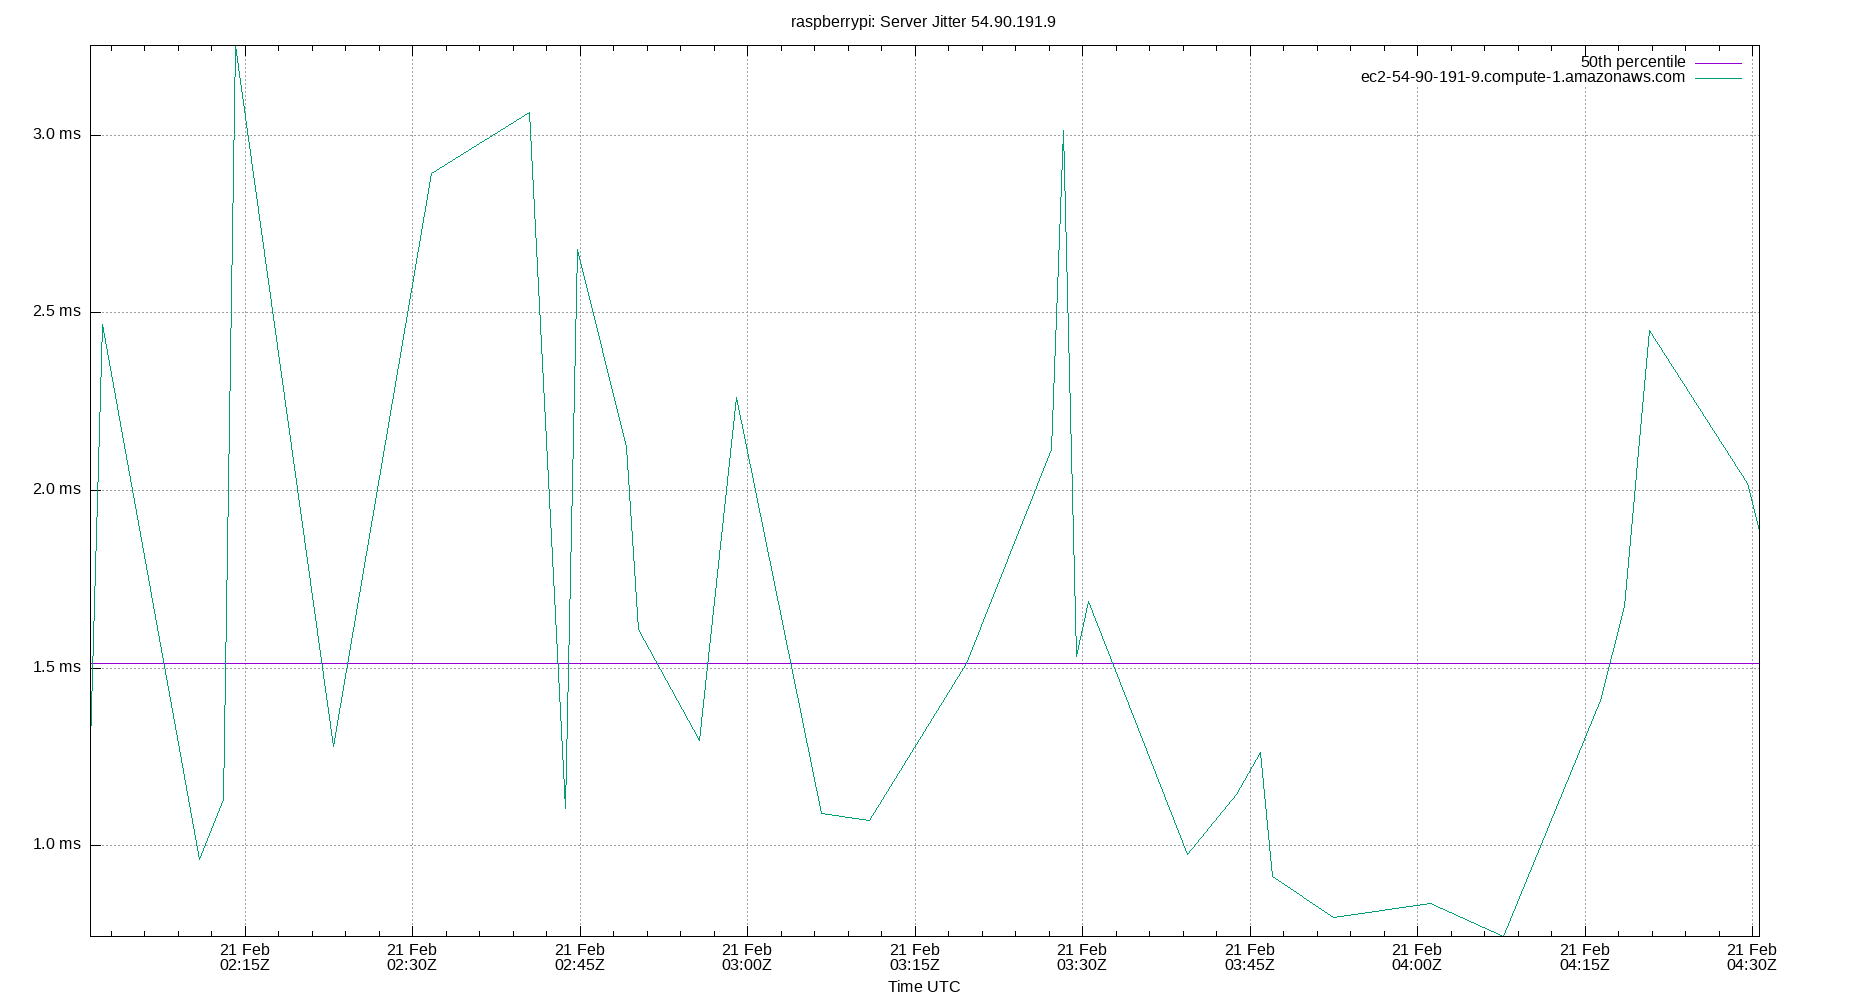 raspberrypi: Server Jitter 54.90.191.9
50th percentile
ec2-54-90-191-9.compute-1.amazonaws.com
3.0 ms
2.5 ms
2.0 ms
1.5 ms
1.0 ms
21 Feb 21 Feb 21 Feb 21 Feb 21 Feb 21 Feb 21 Feb 21 Feb 21 Feb 21 Feb
02:15Z 02:30Z 02:45Z 03:00Z 03:15Z 03:30Z 03:45Z 04:00Z 04:15Z 04:30Z
Time UTC